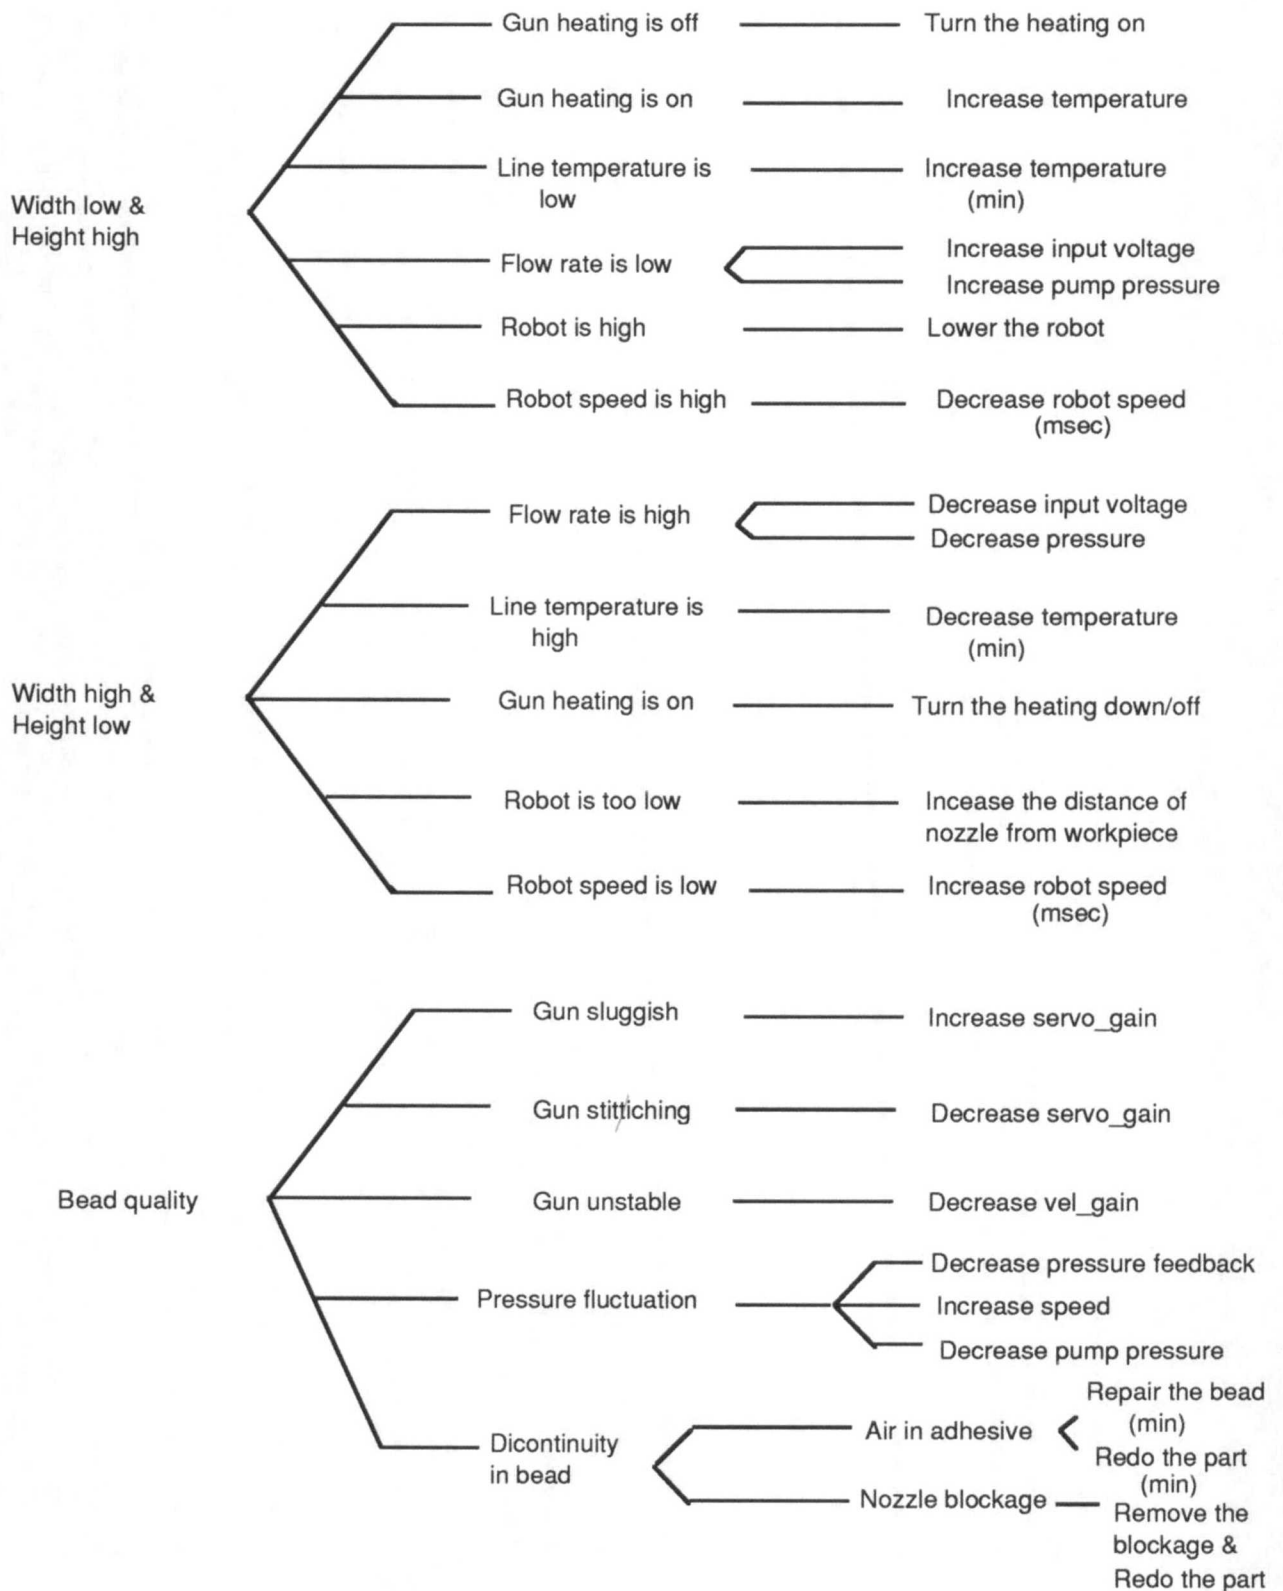 Gun heating is off
Turn the heating on
Gun heating is on
Increase temperature
Line temperature is
low
Increase temperature
(min)
Width low &
Height high
Flow rate is low
Increase input voltage
Increase pump pressure
Robot is high
Lower the robot
Robot speed is high
Decrease robot speed
(msec)
Flow rate is high
Decrease input voltage
Decrease pressure
Line temperature is
high
Decrease temperature
(min)
Width high &
Height low
Gun heating is on
Turn the heating down/off
Robot is too low
Incease the distance of
nozzle from workpiece
Robot speed is low
Increase robot speed
(msec)
Gun sluggish
Increase servo_gain
Gun stittiching
Decrease servo_gain
Bead quality
Gun unstable
Decrease vel_gain
Pressure fluctuation
Decrease pressure feedback
Increase speed
Decrease pump pressure
Dicontinuity
in bead
Air in adhesive
Repair the bead
(min)
Redo the part
(min)
Nozzle blockage
Remove the
blockage &
Redo the part